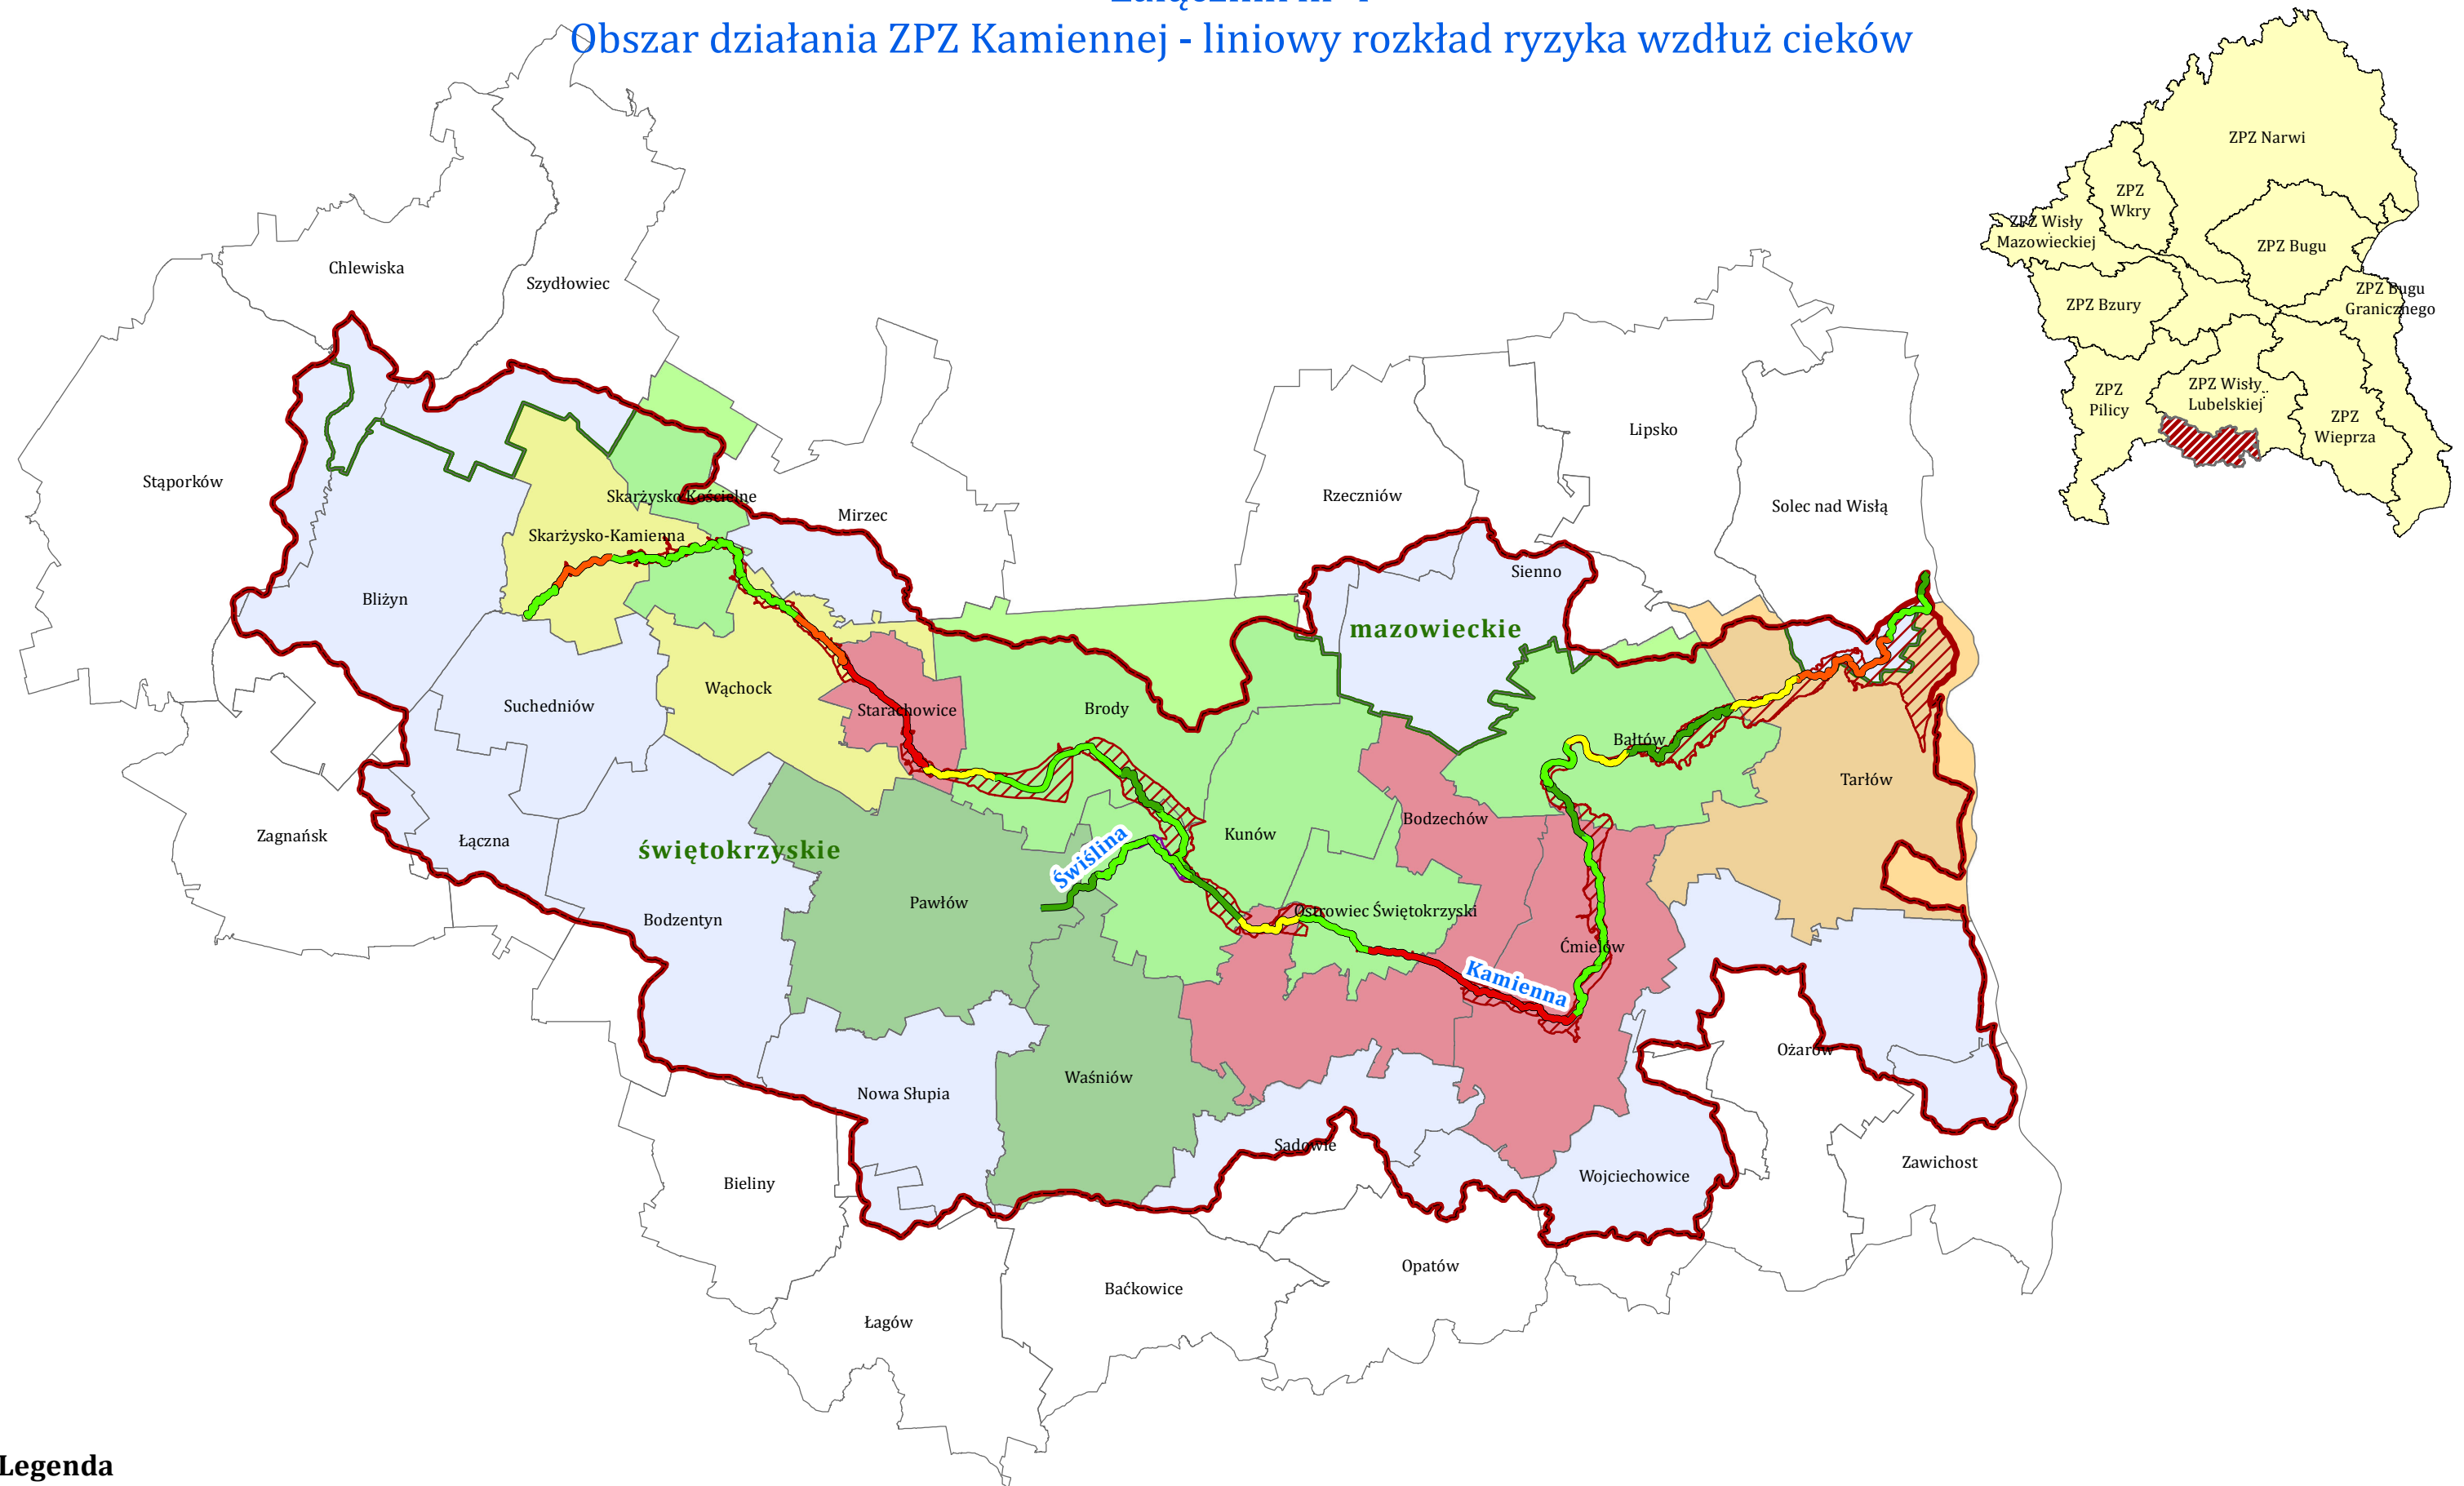 Obszar działania ZPZ Kamiennej - liniowy rozkład ryzyka wzdłuż cieków
ZPZ Narwi
ZPZ
Wkry
ZPZ Wisły
Mazowieckiej
ZPZ Bugu
ZPZ Bzury
ZPZ Bugu
Granicznego
ZPZ
Pilicy
ZPZ Wisły
Lubelskiej
ZPZ
Wieprza
Chlewiska
Szydłowiec
Stąporków
Skarżysko Kościelne
Mirzec
Skarżysko-Kamienna
Bliżyn
Rzeczniów
Lipsko
Solec nad Wisłą
Sienno
mazowieckie
Suchedniów
Wąchock
Starachowice
Brody
Bałtów
Tarłów
Zagnańsk
Łączna
świętokrzyskie
Świślina
Kunów
Bodzechów
Bodzentyn
Pawłów
Ostrowiec Świętokrzyski
Ćmielów
Kamienna
Nowa Słupia
Waśniów
Ożarów
Sadowie
Bieliny
Wojciechowice
Zawichost
Łagów
Baćkowice
Opatów
Legenda